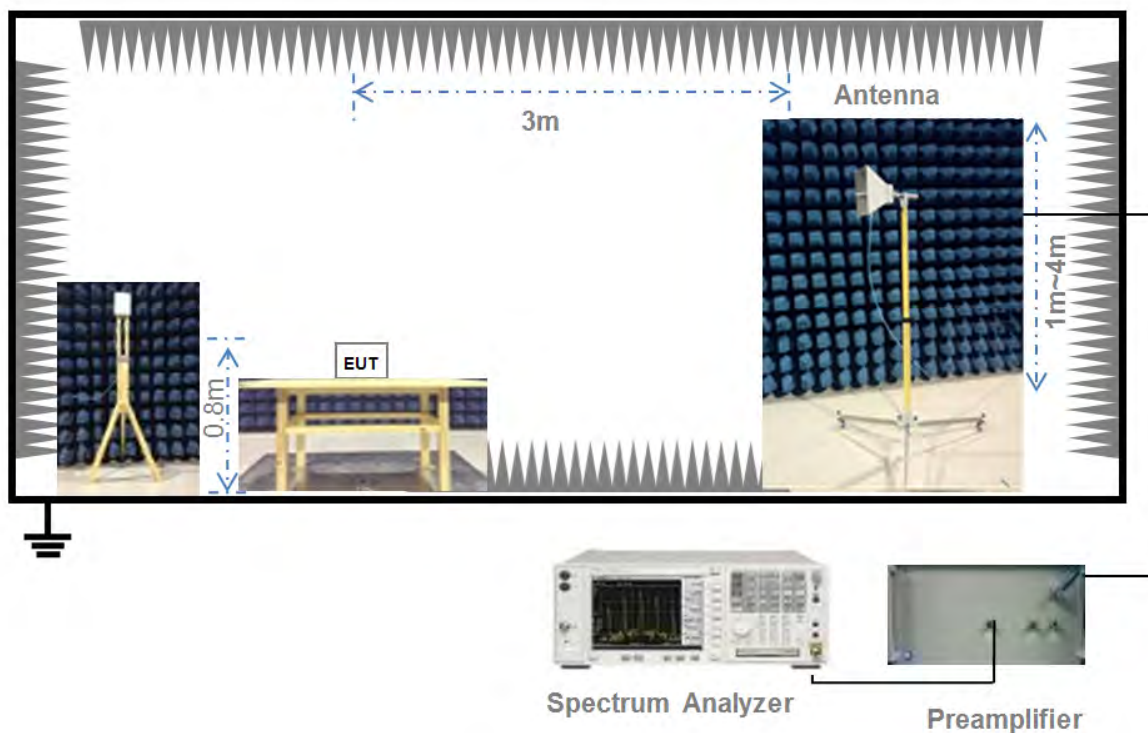 Antenna
3m
1m~4m
EUT
0.8m
Spectrum Analyzer
Preamplifier